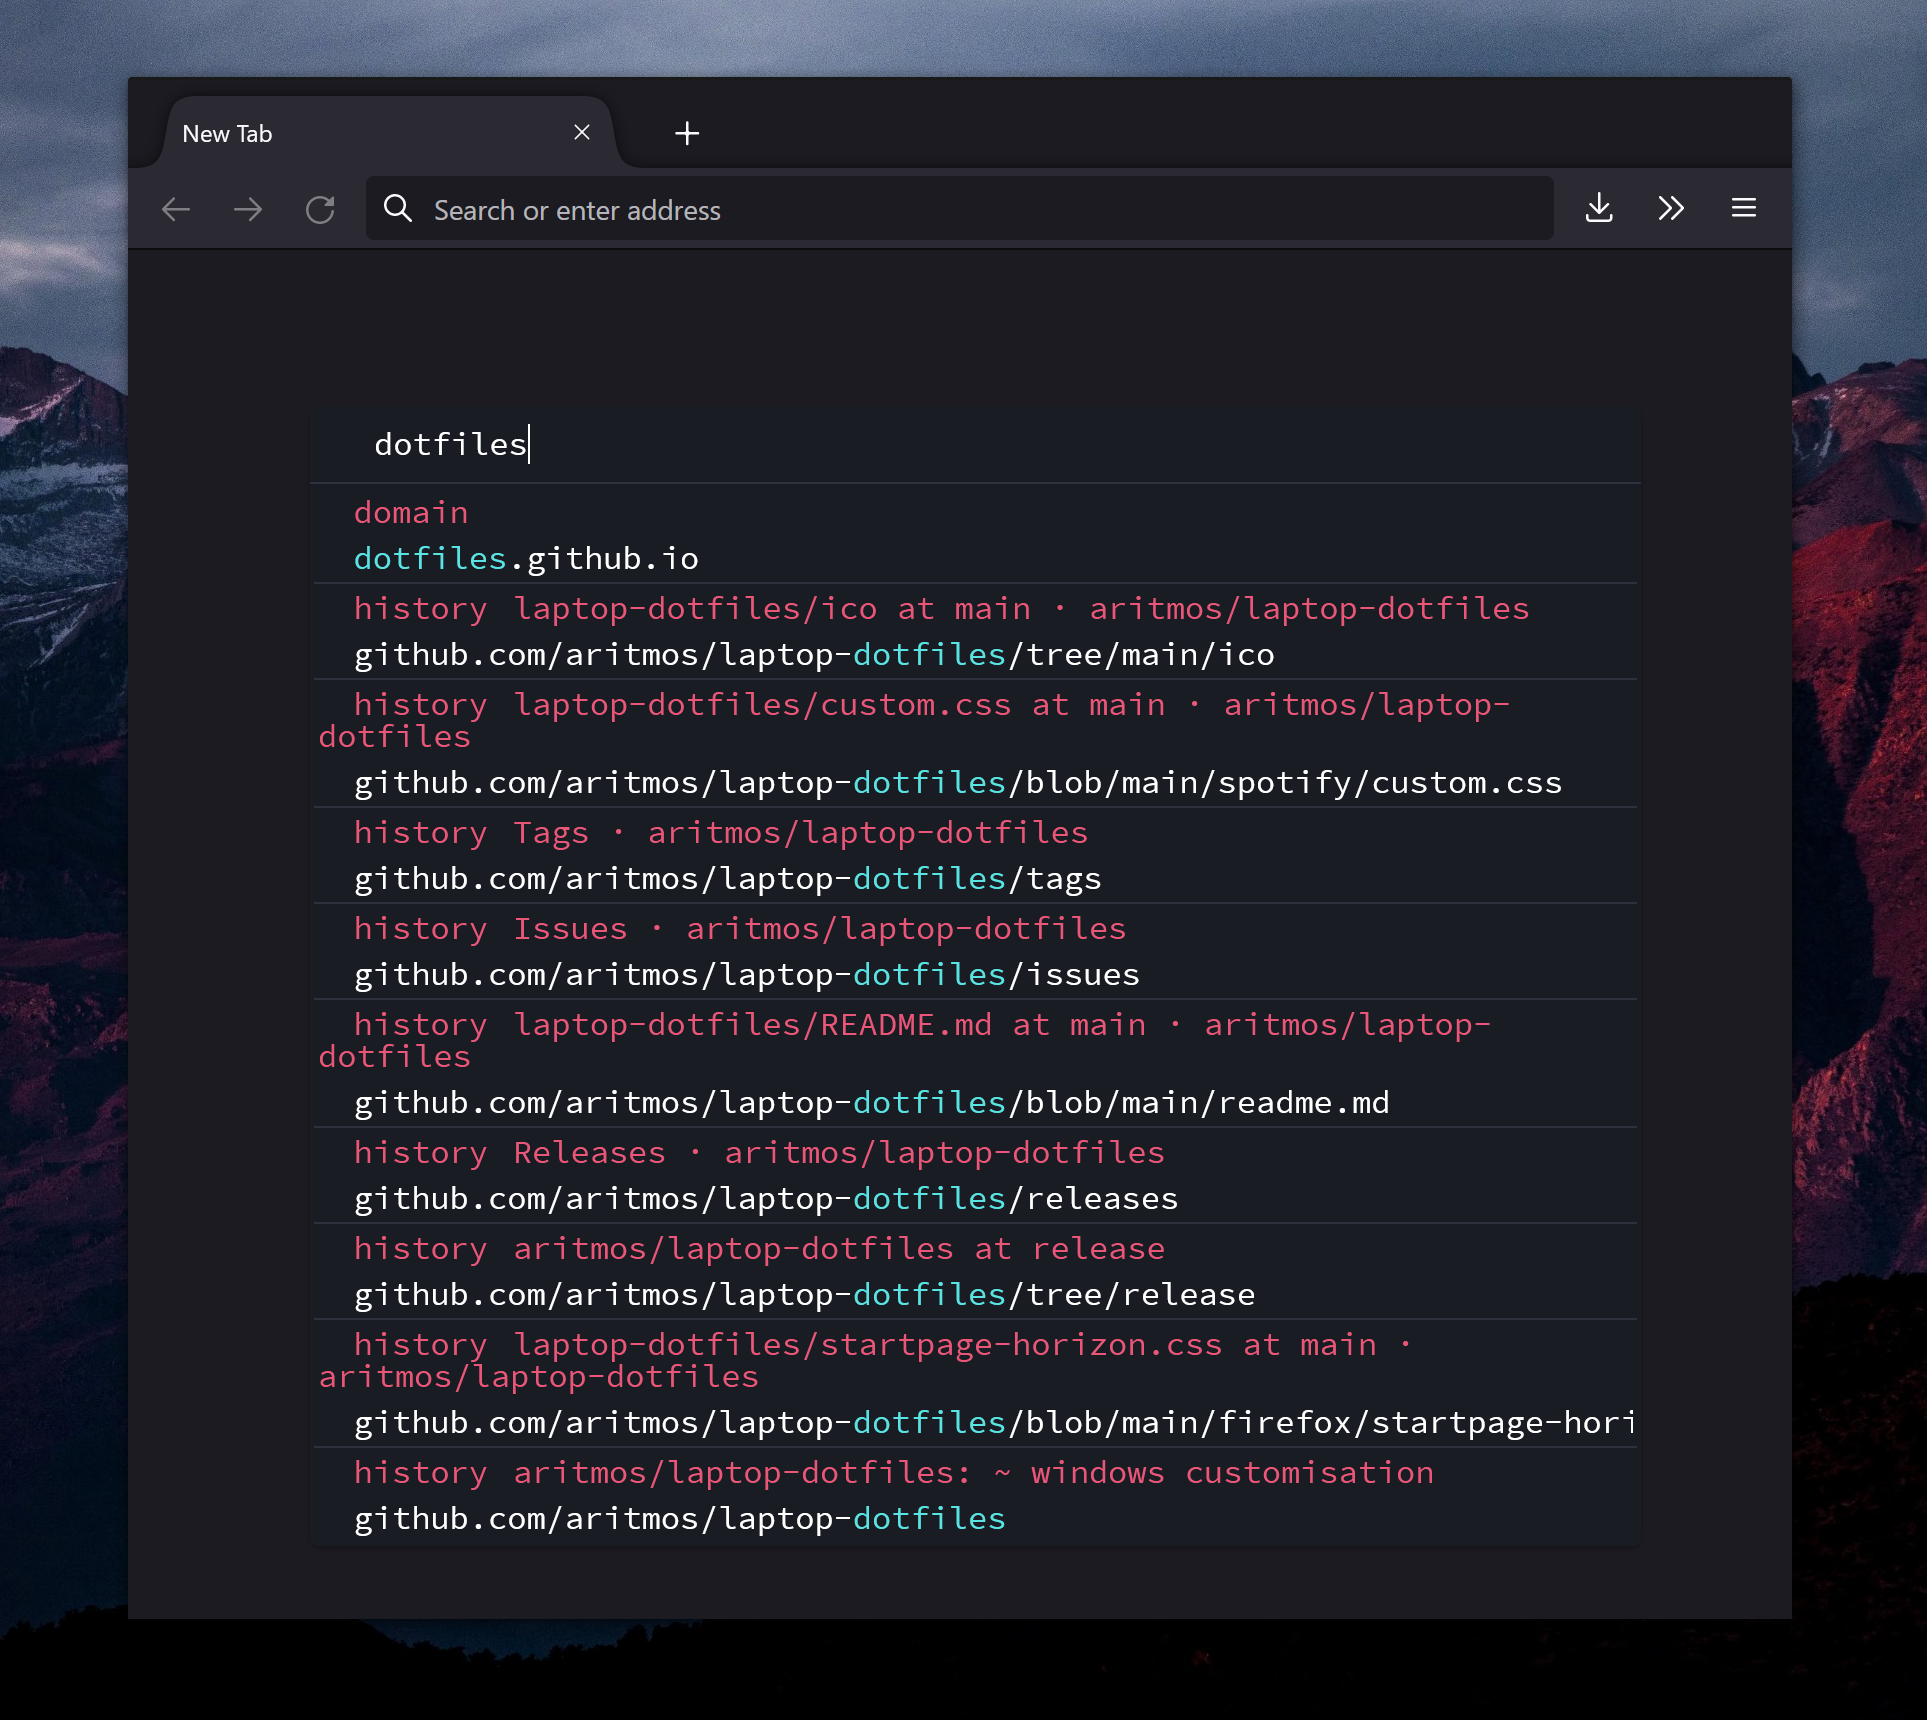 New Tab
Search or enter address
dotfiles
domain
dotfiles.github.io
history laptop-dotfiles/ico at main · aritmos/laptop-dotfiles
github.com/aritmos/laptop-dotfiles/tree/main/ico
history laptop-dotfiles/custom.css at main · aritmos/laptop-
dotfiles
github.com/aritmos/laptop-dotfiles/blob/main/spotify/custom.css
history Tags · aritmos/laptop-dotfiles
github.com/aritmos/laptop-dotfiles/tags
history Issues · aritmos/laptop-dotfiles
github.com/aritmos/laptop-dotfiles/issues
history laptop-dotfiles/README.md at main · aritmos/laptop-
dotfiles
github.com/aritmos/laptop-dotfiles/blob/main/readme.md
history Releases · aritmos/laptop-dotfiles
github.com/aritmos/laptop-dotfiles/releases
history aritmos/laptop-dotfiles at release
github.com/aritmos/laptop-dotfiles/tree/release
history laptop-dotfiles/startpage-horizon.css at main ·
aritmos/laptop-dotfiles
github.com/aritmos/laptop-dotfiles/blob/main/firefox/startpage-hori
history aritmos/laptop-dotfiles: ~ windows customisation
github.com/aritmos/laptop-dotfiles